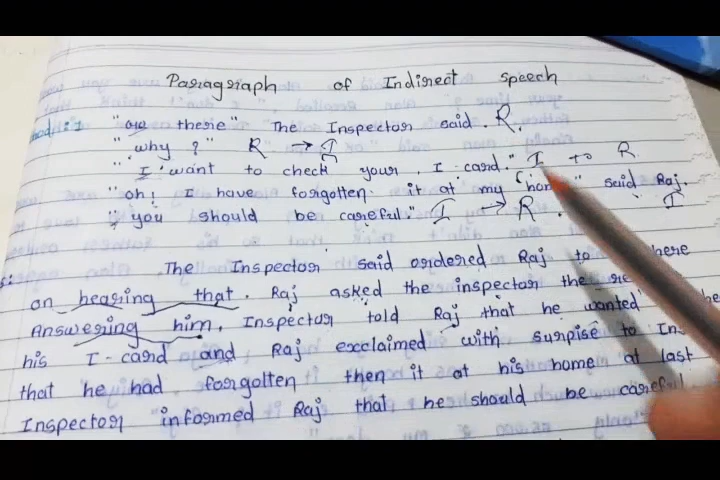 Paragraph of Indirect speech
"are there" The Inspector said. R.
"why?" R → I
"I want to check your I-card." I to R
"oh! I have forgotten it at my home" said Raj.
"you should be careful." I → R. I
The Inspector said ordered Raj to here
on hearing that. Raj asked the inspector the
Answering him, Inspector told Raj that he wanted
his I-card and Raj exclaimed with surprise to
that he had forgotten then it at his home at last
Inspector informed Raj that he should be careful.